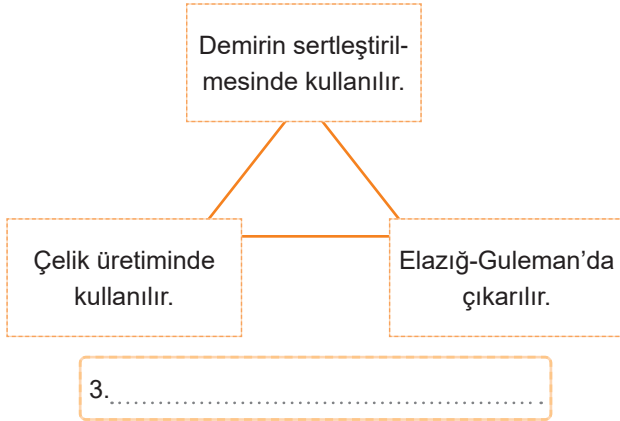 Demirin sertleştiril-
mesinde kullanılır.
Çelik üretiminde
kullanılır.
Elazığ-Guleman’da
çıkarılır.
3.